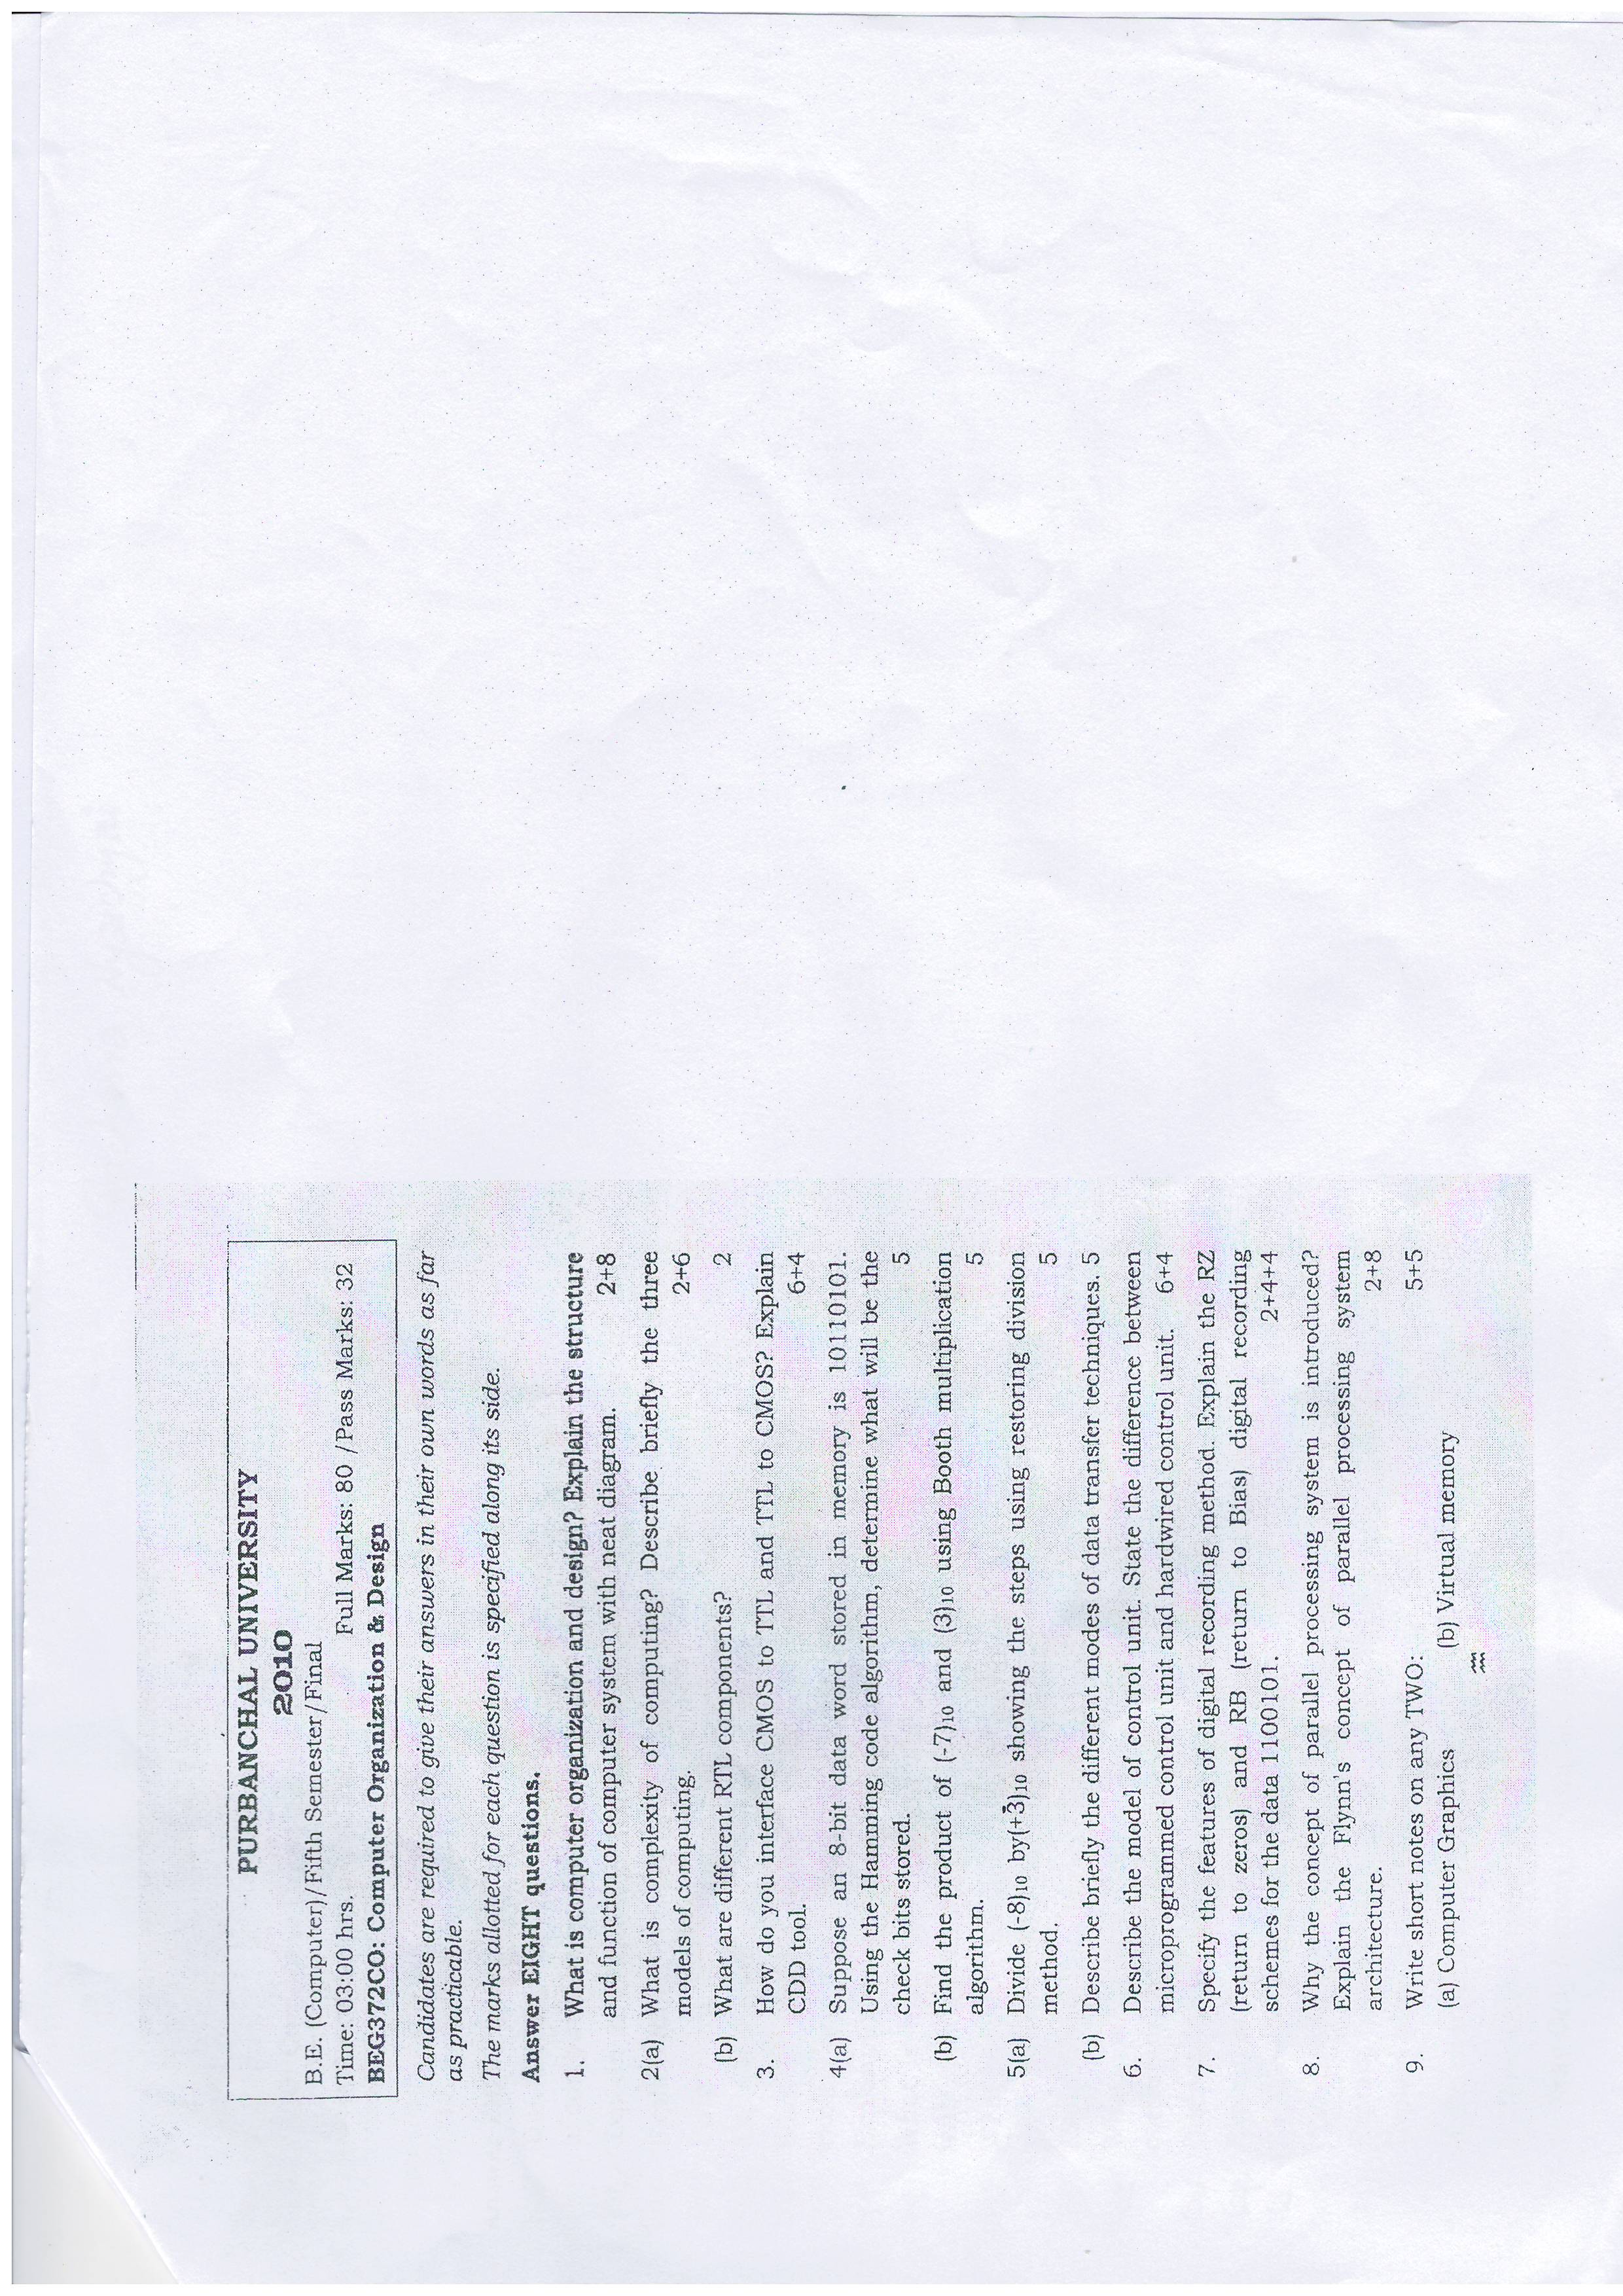 PURBANCHAL UNIVERSITY
2010
B.E. (Computer)/Fifth Semester/Final
Time: 03:00 hrs. Full Marks: 80 /Pass Marks: 32
BEG372CO: Computer Organization & Design
Candidates are required to give their answers in their own words as far
as practicable.
The marks allotted for each question is specified along its side.
Answer EIGHT questions.
1. What is computer organization and design? Explain the structure
and function of computer system with neat diagram. 2+8
2(a) What is complexity of computing? Describe briefly the three
models of computing. 2+6
(b) What are different RTL components? 2
3. How do you interface CMOS to TTL and TTL to CMOS? Explain
CDD tool. 6+4
4(a) Suppose an 8-bit data word stored in memory is 10110101.
Using the Hamming code algorithm, determine what will be the
check bits stored. 5
(b) Find the product of (-7)10 and (3)10 using Booth multiplication
algorithm. 5
5(a) Divide (-8)10 by(+3)10 showing the steps using restoring division
method. 5
(b) Describe briefly the different modes of data transfer techniques. 5
6. Describe the model of control unit. State the difference between
microprogrammed control unit and hardwired control unit. 6+4
7. Specify the features of digital recording method. Explain the RZ
(return to zeros) and RB (return to Bias) digital recording
schemes for the data 1100101. 2+4+4
8. Why the concept of parallel processing system is introduced?
Explain the Flynn's concept of parallel processing system
architecture. 2+8
9. Write short notes on any TWO: 5+5
(a) Computer Graphics (b) Virtual memory